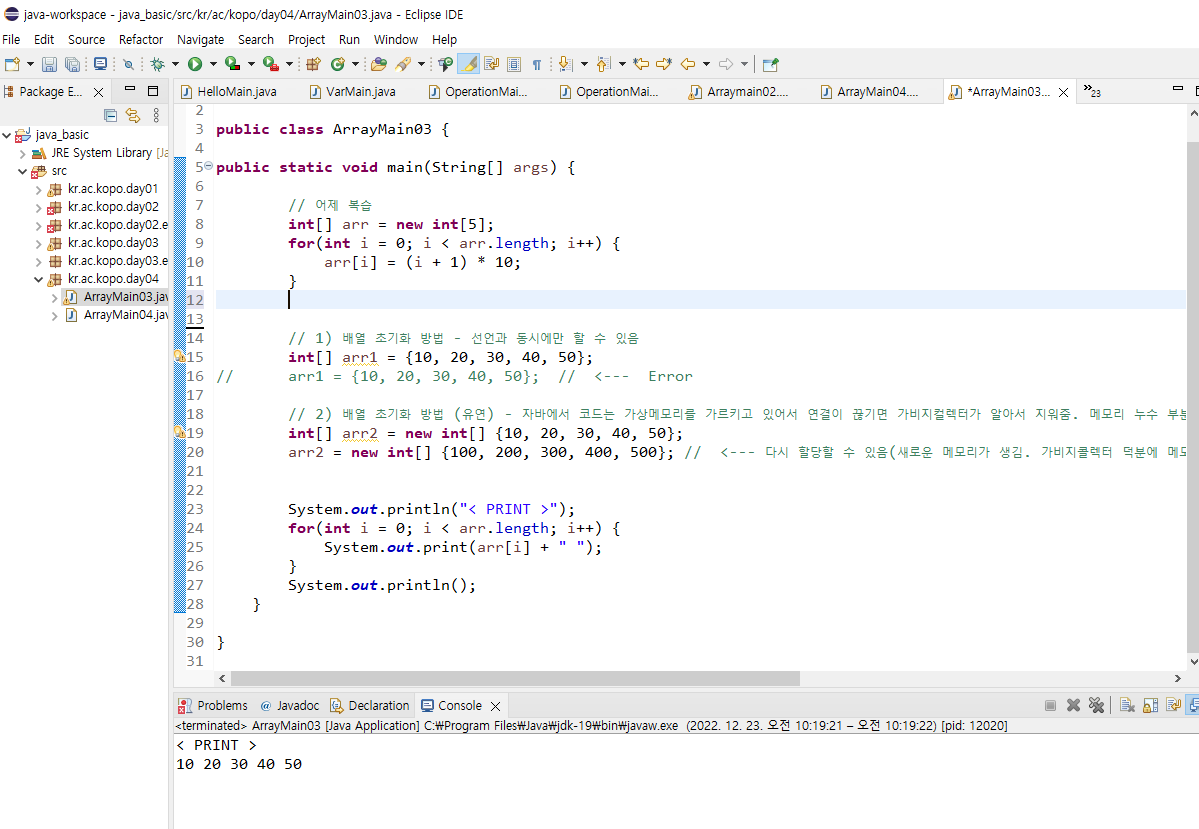 java-workspace - java_basic/src/kr/ac/kopo/day04/ArrayMain03.java - Eclipse IDE
File Edit Source Refactor Navigate Search Project Run Window Help
Package E...
HelloMain.java VarMain.java OperationMai... OperationMai... Arraymain02.... ArrayMain04.... *ArrayMain03... »23
java_basic
JRE System Library [Ja
src
kr.ac.kopo.day01
kr.ac.kopo.day02
kr.ac.kopo.day02.e
kr.ac.kopo.day03
kr.ac.kopo.day03.e
kr.ac.kopo.day04
ArrayMain03.jav
ArrayMain04.jav
2
3 public class ArrayMain03 {
4
5 public static void main(String[] args) {
6
7 // 어제 복습
8 int[] arr = new int[5];
9 for(int i = 0; i < arr.length; i++) {
10 arr[i] = (i + 1) * 10;
11 }
12
13
14 // 1) 배열 초기화 방법 - 선언과 동시에만 할 수 있음
15 int[] arr1 = {10, 20, 30, 40, 50};
16 // arr1 = {10, 20, 30, 40, 50}; // <--- Error
17
18 // 2) 배열 초기화 방법 (유연) - 자바에서 코드는 가상메모리를 가르키고 있어서 연결이 끊기면 가비지컬렉터가 알아서 지워줌. 메모리 누수 부분
19 int[] arr2 = new int[] {10, 20, 30, 40, 50};
20 arr2 = new int[] {100, 200, 300, 400, 500}; // <--- 다시 할당할 수 있음(새로운 메모리가 생김. 가비지콜렉터 덕분에 메모
21
22
23 System.out.println("< PRINT >");
24 for(int i = 0; i < arr.length; i++) {
25 System.out.print(arr[i] + " ");
26 }
27 System.out.println();
28 }
29
30 }
31
Problems @ Javadoc Declaration Console
<terminated> ArrayMain03 [Java Application] C:₩Program Files₩Java₩jdk-19₩bin₩javaw.exe (2022. 12. 23. 오전 10:19:21 – 오전 10:19:22) [pid: 12020]
< PRINT >
10 20 30 40 50